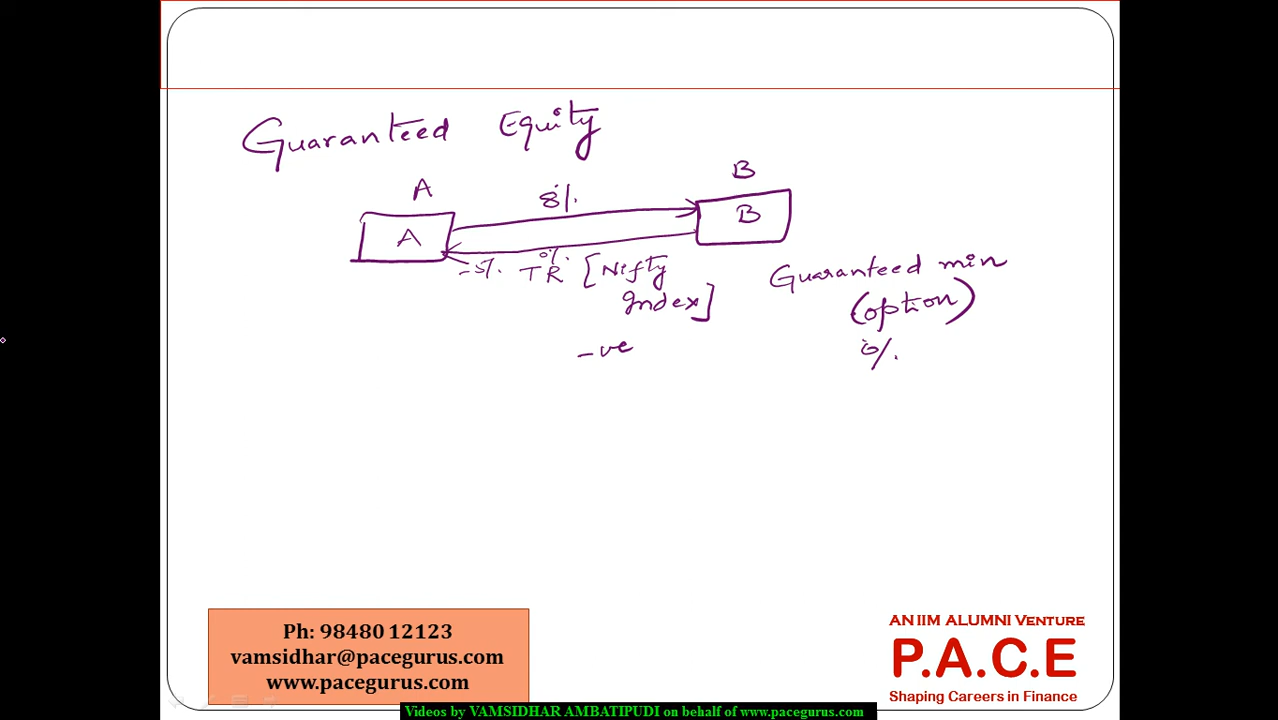 Guaranteed Equity
A
B
8%.
A
B
-5%.
0%.
TR [Nifty
Index]
Guaranteed min
(option)
0%.
-ve
Ph: 98480 12123
vamsidhar@pacegurus.com
www.pacegurus.com
AN IIM ALUMNI VENTURE
P.A.C.E
Shaping Careers in Finance
Videos by VAMSIDHAR AMBATIPUDI on behalf of www.pacegurus.com